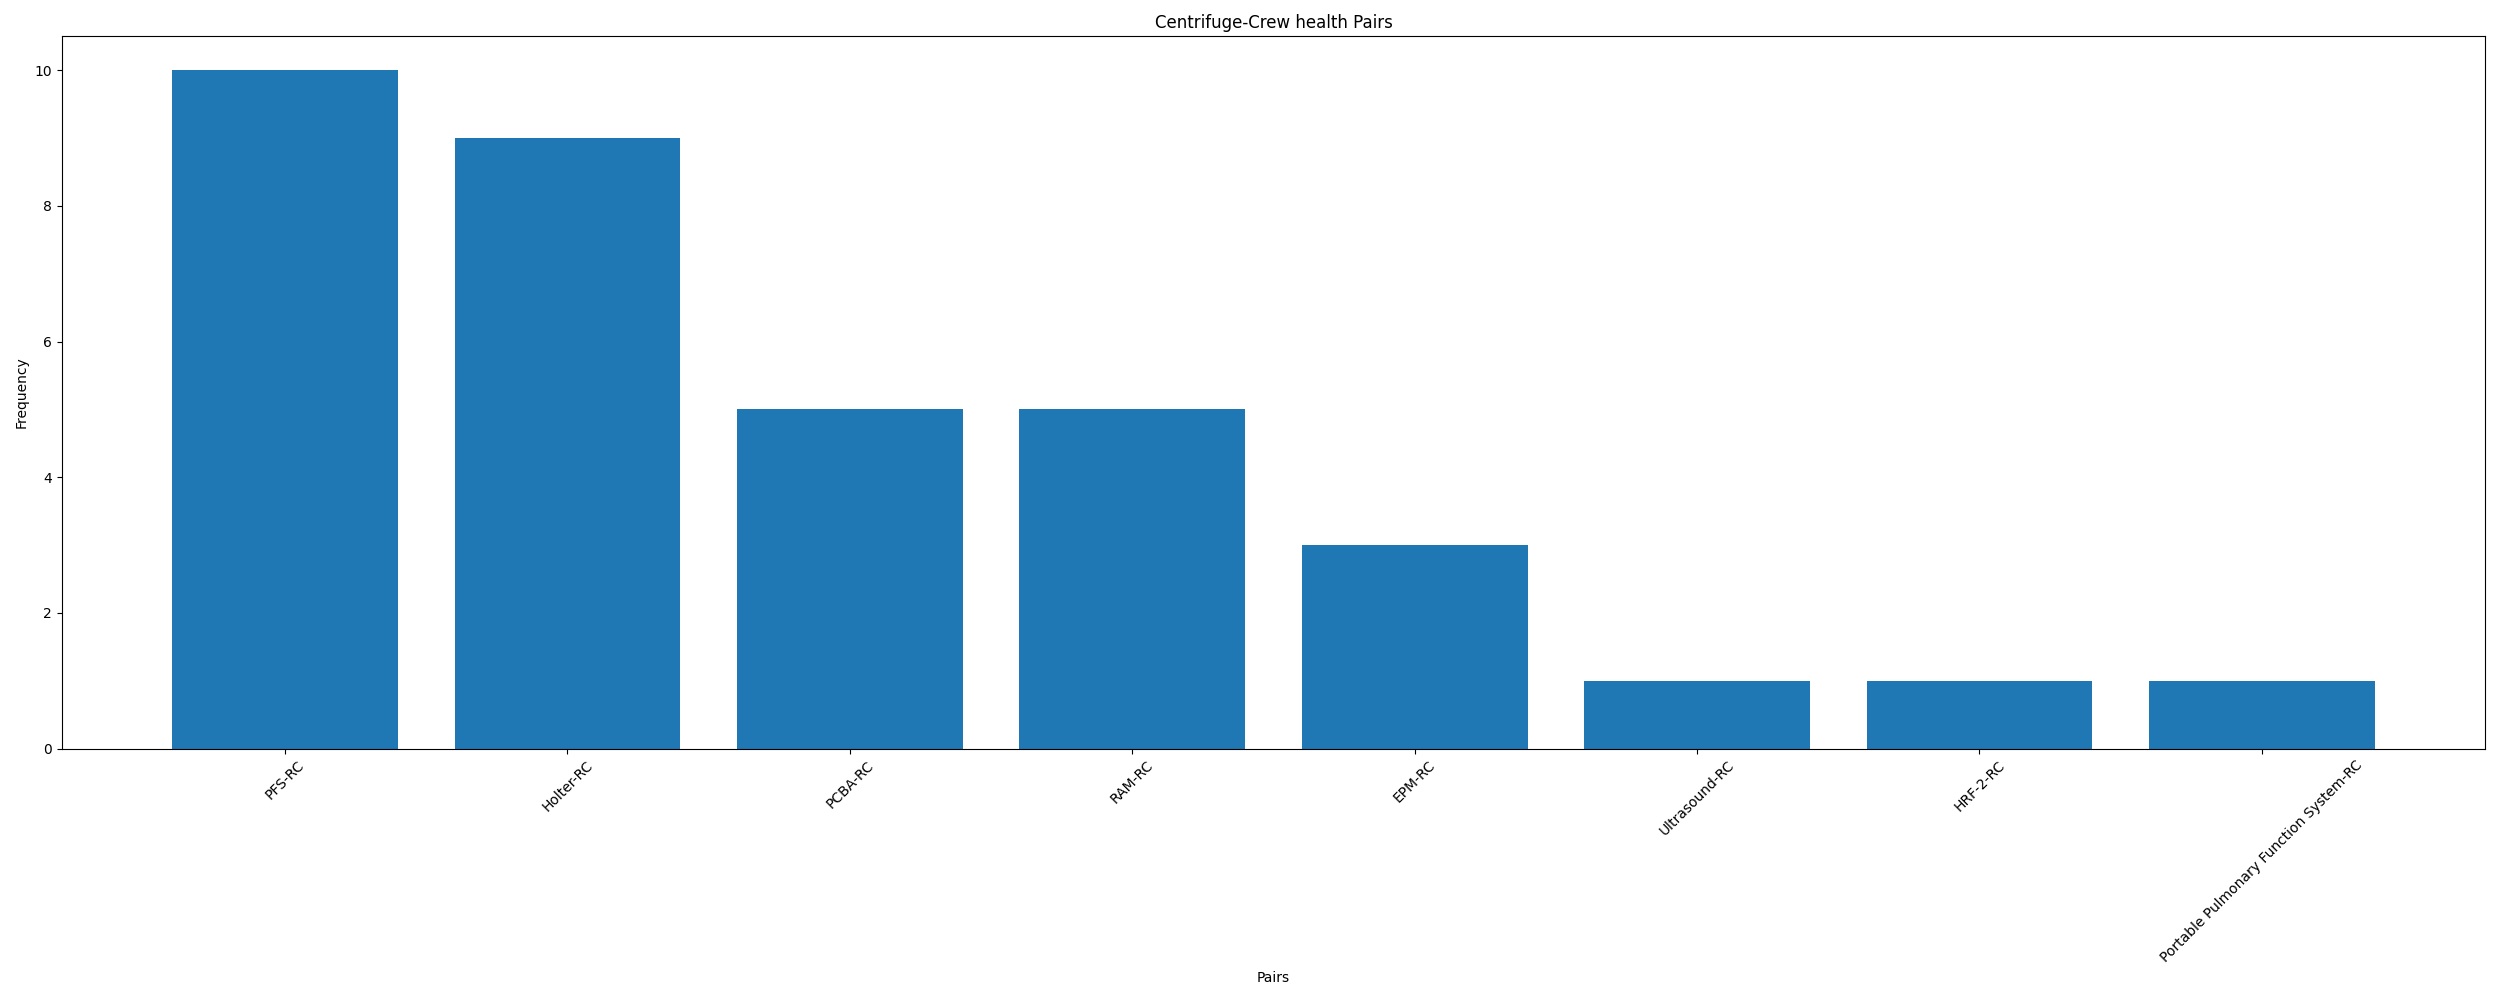 Centrifuge-Crew health Pairs
10
8
6
4
2
0
Frequency
PFS-RC
Holter-RC
PCBA-RC
RAM-RC
EPM-RC
Ultrasound-RC
HRF-2-RC
Portable Pulmonary Function System-RC
Pairs